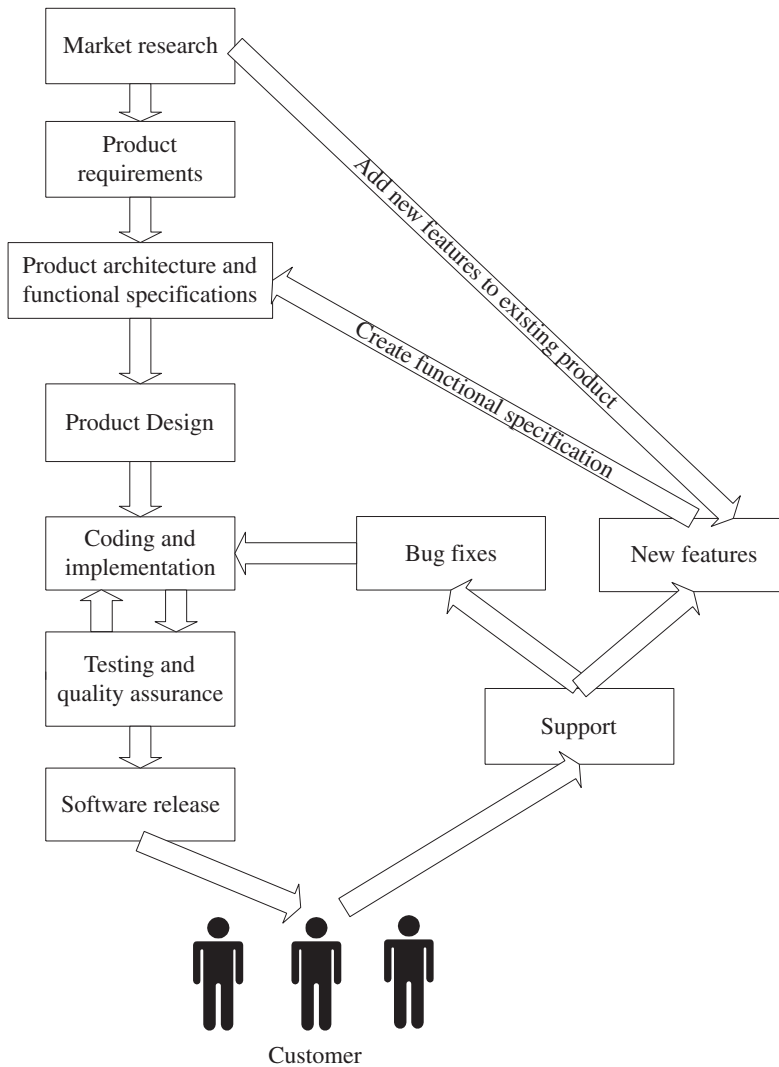 Market research
Product
requirements
Product architecture and
functional specifications
Add new features to existing product
Create functional specification
Product Design
Coding and
implementation
Bug fixes
New features
Testing and
quality assurance
Support
Software release
Customer